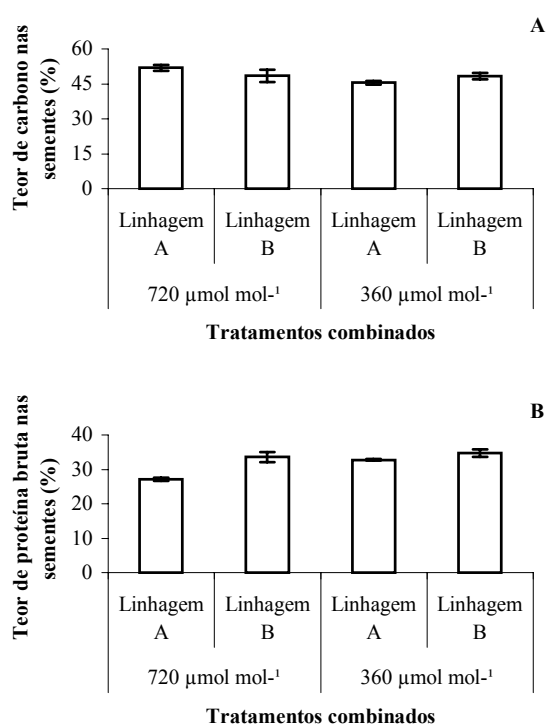 A
Teor de carbono nas
sementes (%)
60
45
30
15
0
Linhagem A
Linhagem B
Linhagem A
Linhagem B
720 µmol mol-¹
360 µmol mol-¹
Tratamentos combinados
B
Teor de proteína bruta nas
sementes (%)
40
30
20
10
0
Linhagem A
Linhagem B
Linhagem A
Linhagem B
720 µmol mol-¹
360 µmol mol-¹
Tratamentos combinados